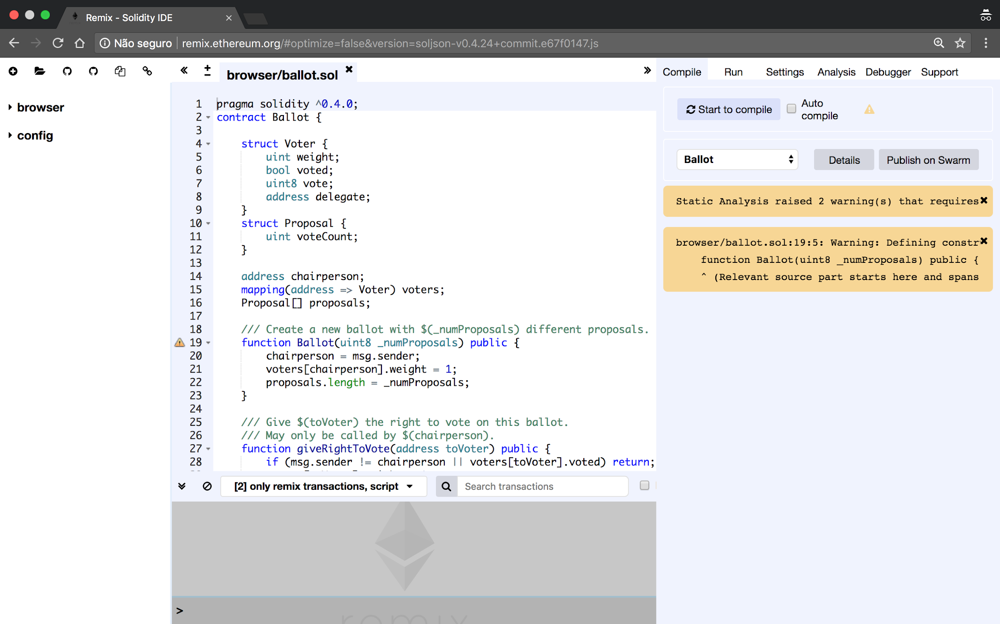 Remix - Solidity IDE
Não seguro | remix.ethereum.org/#optimize=false&version=soljson-v0.4.24+commit.e67f0147.js
browser
config
browser/ballot.sol
1 pragma solidity ^0.4.0;
2 contract Ballot {
3
4     struct Voter {
5         uint weight;
6         bool voted;
7         uint8 vote;
8         address delegate;
9     }
10     struct Proposal {
11         uint voteCount;
12     }
13
14     address chairperson;
15     mapping(address => Voter) voters;
16     Proposal[] proposals;
17
18     /// Create a new ballot with $(_numProposals) different proposals.
19     function Ballot(uint8 _numProposals) public {
20         chairperson = msg.sender;
21         voters[chairperson].weight = 1;
22         proposals.length = _numProposals;
23     }
24
25     /// Give $(toVoter) the right to vote on this ballot.
26     /// May only be called by $(chairperson).
27     function giveRightToVote(address toVoter) public {
28         if (msg.sender != chairperson || voters[toVoter].voted) return;
[2] only remix transactions, script
Search transactions
>
remix
Compile Run Settings Analysis Debugger Support
Start to compile
Auto compile
Ballot
Details
Publish on Swarm
Static Analysis raised 2 warning(s) that requires
browser/ballot.sol:19:5: Warning: Defining constr
function Ballot(uint8 _numProposals) public {
^ (Relevant source part starts here and spans